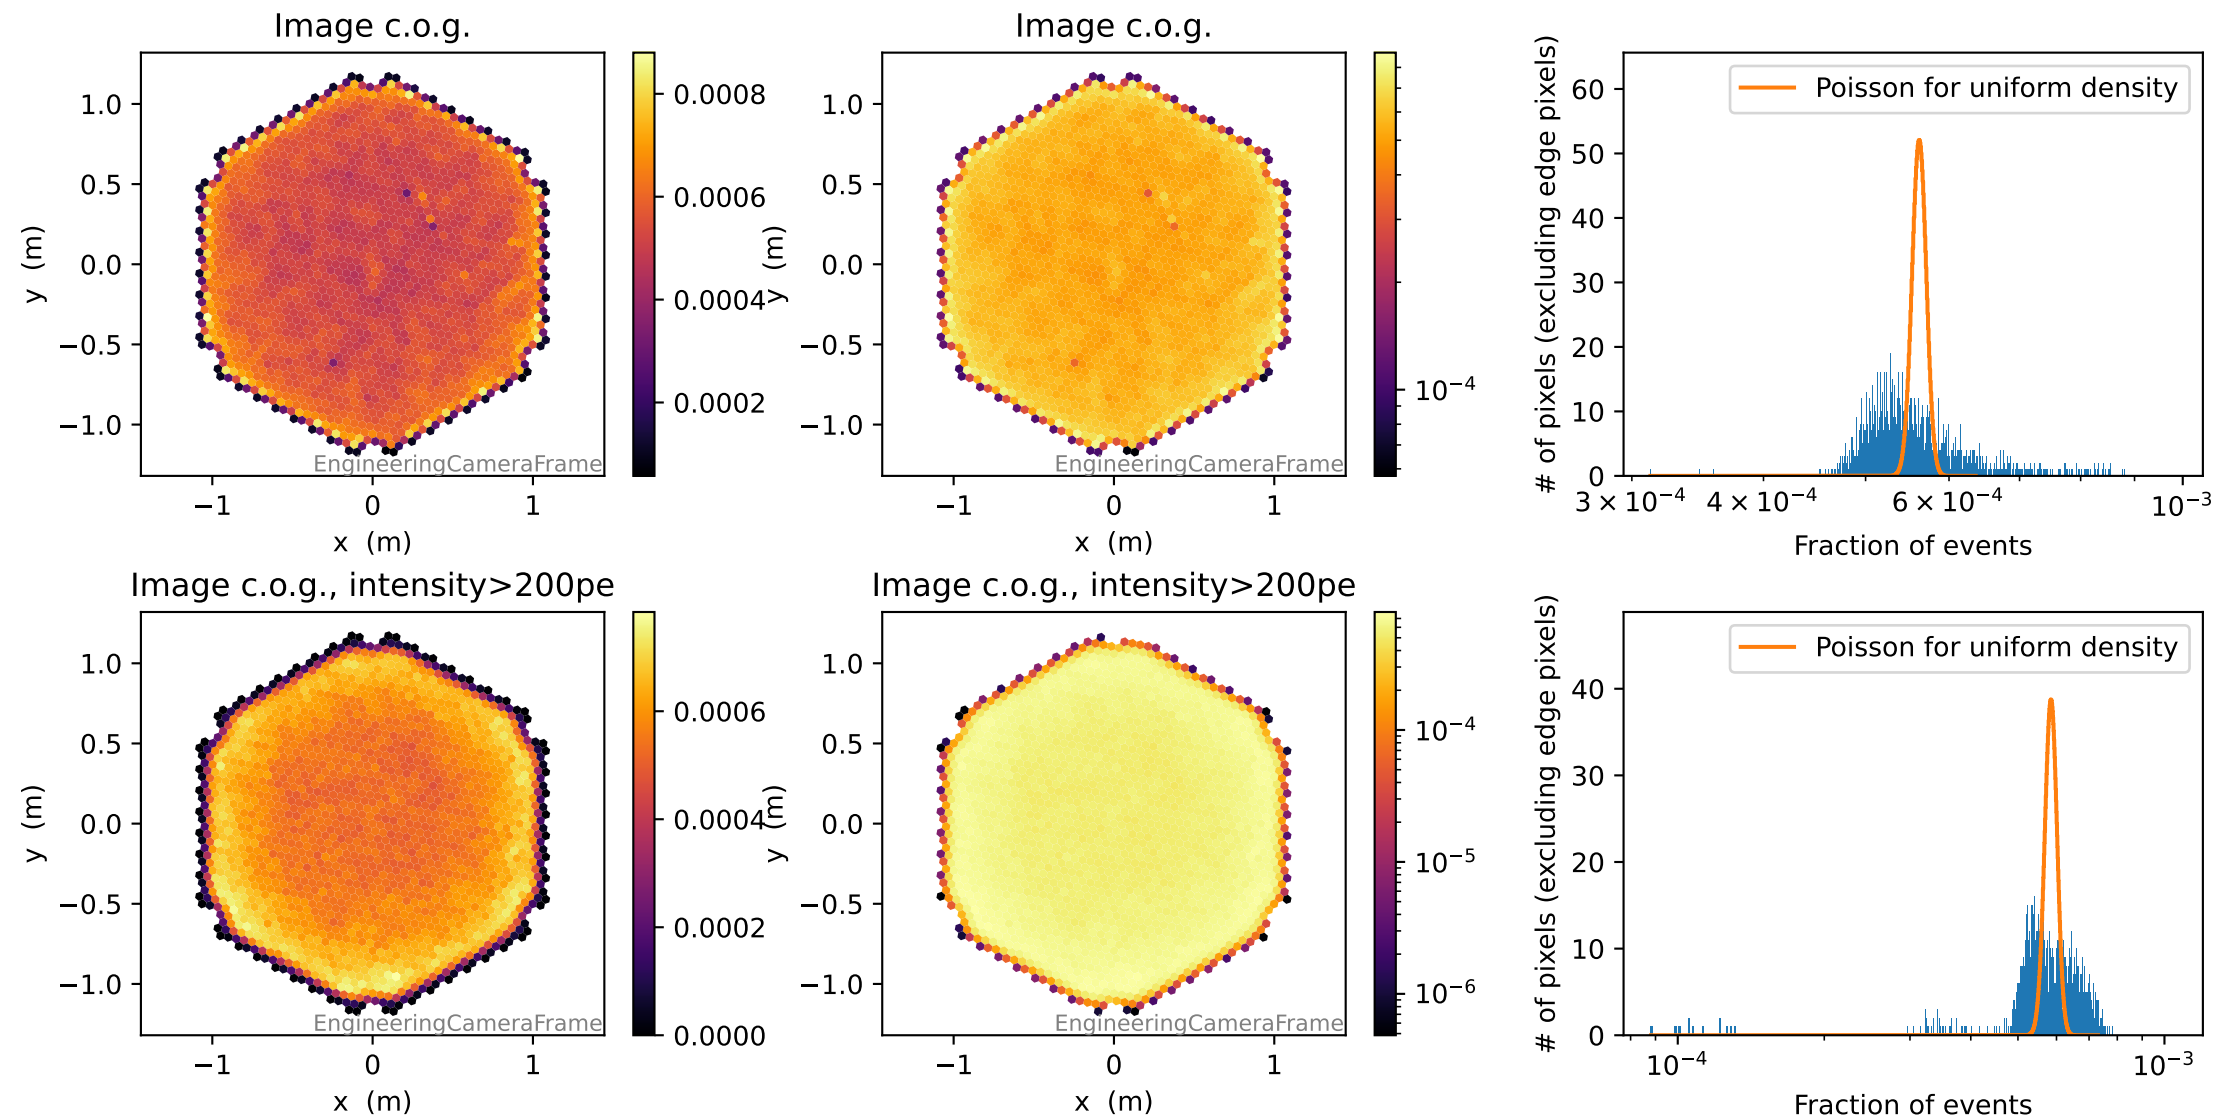 Image c.o.g.
1.0
0.5
0.0
−0.5
−1.0
y (m)
−1
0
1
x (m)
EngineeringCameraFrame
0.0008
0.0006
0.0004
0.0002
Image c.o.g.
1.0
0.5
0.0
−0.5
−1.0
y (m)
−1
0
1
x (m)
EngineeringCameraFrame
10⁻⁴
# of pixels (excluding edge pixels)
60
50
40
30
20
10
0
Poisson for uniform density
3 × 10⁻⁴
4 × 10⁻⁴
6 × 10⁻⁴
10⁻³
Fraction of events
Image c.o.g., intensity>200pe
1.0
0.5
0.0
−0.5
−1.0
y (m)
−1
0
1
x (m)
EngineeringCameraFrame
0.0006
0.0004
0.0002
0.0000
Image c.o.g., intensity>200pe
1.0
0.5
0.0
−0.5
−1.0
y (m)
−1
0
1
x (m)
EngineeringCameraFrame
10⁻⁴
10⁻⁵
10⁻⁶
# of pixels (excluding edge pixels)
40
30
20
10
0
Poisson for uniform density
10⁻⁴
10⁻³
Fraction of events